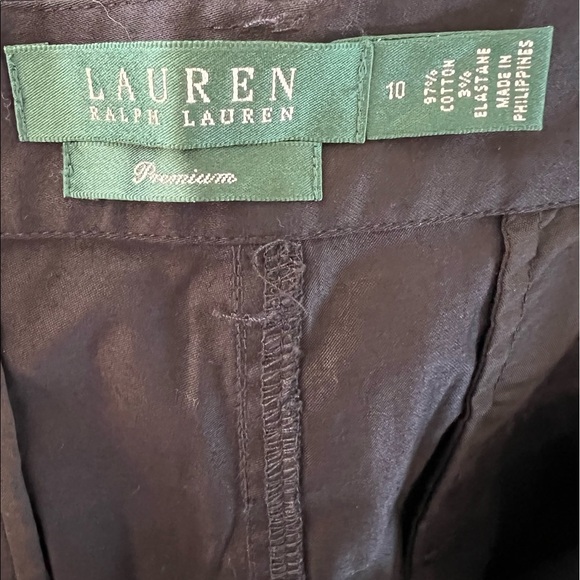 LAUREN
RALPH LAUREN
Premium
10
97%
COTTON
3%
ELASTANE
MADE IN
PHILIPPINES